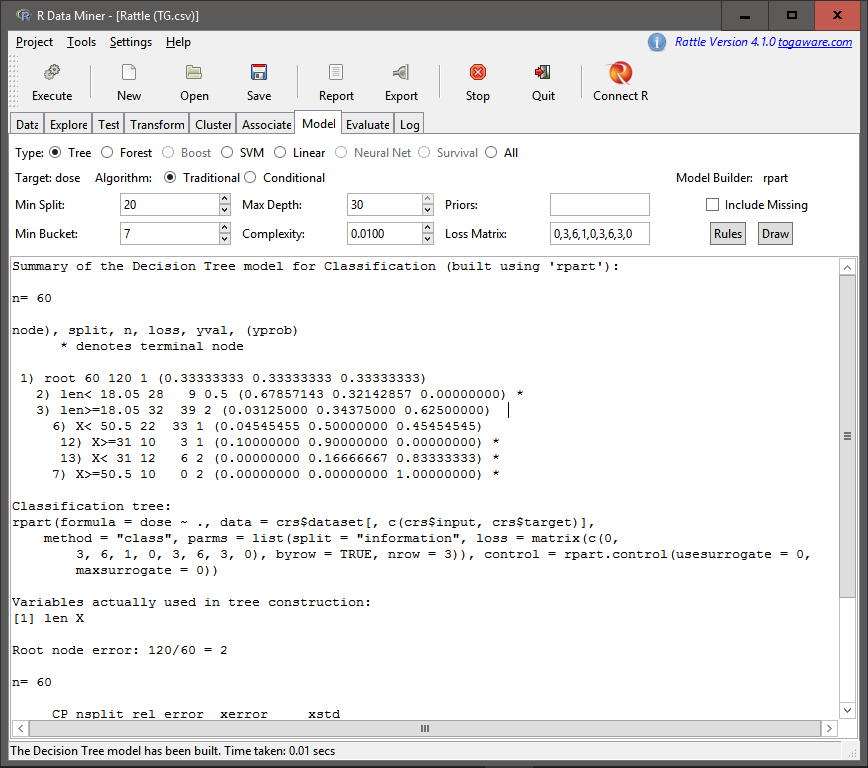 R Data Miner - [Rattle (TG.csv)]
Project Tools Settings Help
Rattle Version 4.1.0 togaware.com
Execute New Open Save Report Export Stop Quit Connect R
Data Explore Test Transform Cluster Associate Model Evaluate Log
Type: Tree Forest Boost SVM Linear Neural Net Survival All
Target: dose Algorithm: Traditional Conditional Model Builder: rpart
Min Split: 20 Max Depth: 30 Priors: Include Missing
Min Bucket: 7 Complexity: 0.0100 Loss Matrix: 0,3,6,1,0,3,6,3,0 Rules Draw
Summary of the Decision Tree model for Classification (built using 'rpart'):
n= 60
node), split, n, loss, yval, (yprob)
* denotes terminal node
1) root 60 120 1 (0.33333333 0.33333333 0.33333333)
2) len< 18.05 28 9 0.5 (0.67857143 0.32142857 0.00000000) *
3) len>=18.05 32 39 2 (0.03125000 0.34375000 0.62500000)
6) X< 50.5 22 33 1 (0.04545455 0.50000000 0.45454545)
12) X>=31 10 3 1 (0.10000000 0.90000000 0.00000000) *
13) X< 31 12 6 2 (0.00000000 0.16666667 0.83333333) *
7) X>=50.5 10 0 2 (0.00000000 0.00000000 1.00000000) *
Classification tree:
rpart(formula = dose ~ ., data = crs$dataset[, c(crs$input, crs$target)],
method = "class", parms = list(split = "information", loss = matrix(c(0,
3, 6, 1, 0, 3, 6, 3, 0), byrow = TRUE, nrow = 3)), control = rpart.control(usesurrogate = 0,
maxsurrogate = 0))
Variables actually used in tree construction:
[1] len X
Root node error: 120/60 = 2
n= 60
CP nsplit rel error xerror xstd
The Decision Tree model has been built. Time taken: 0.01 secs